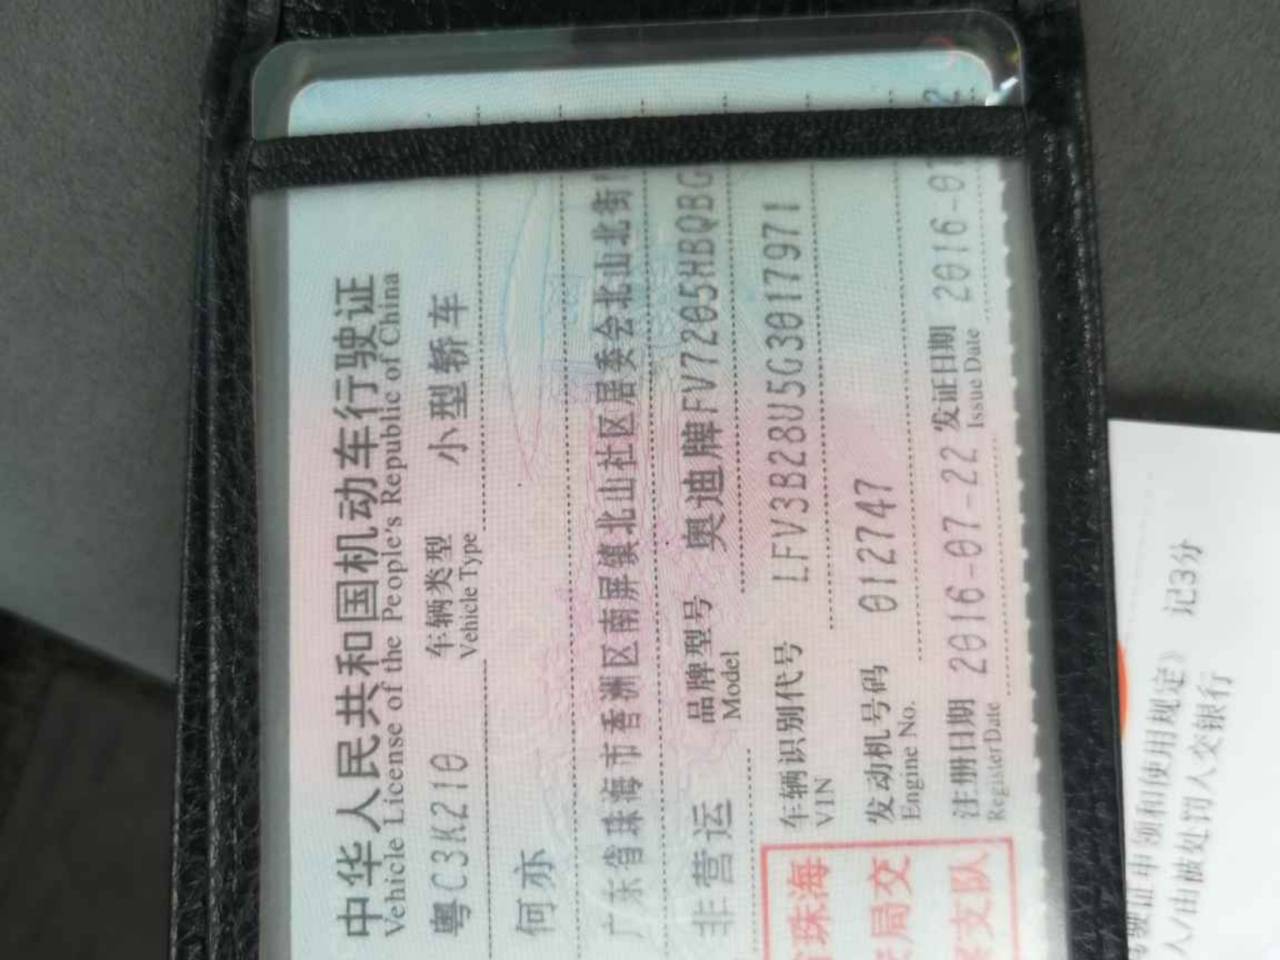 中华人民共和国机动车行驶证
Vehicle License of the People's Republic of China
粤C3K210 车辆类型 小型轿车
Vehicle Type
何亦
广东省珠海市香洲区南屏镇北山社区居委会北山北街
非营运 品牌型号 奥迪牌FV7205HBQBG
Model
车辆识别代号 LFV3B28U5G3017971
VIN
发动机号码 012747
Engine No.
注册日期 2016-07-22 发证日期 2016-07
Register Date Issue Date
珠海
局交
支队
记3分
申领和使用规定》
人/由被处罚人交银行